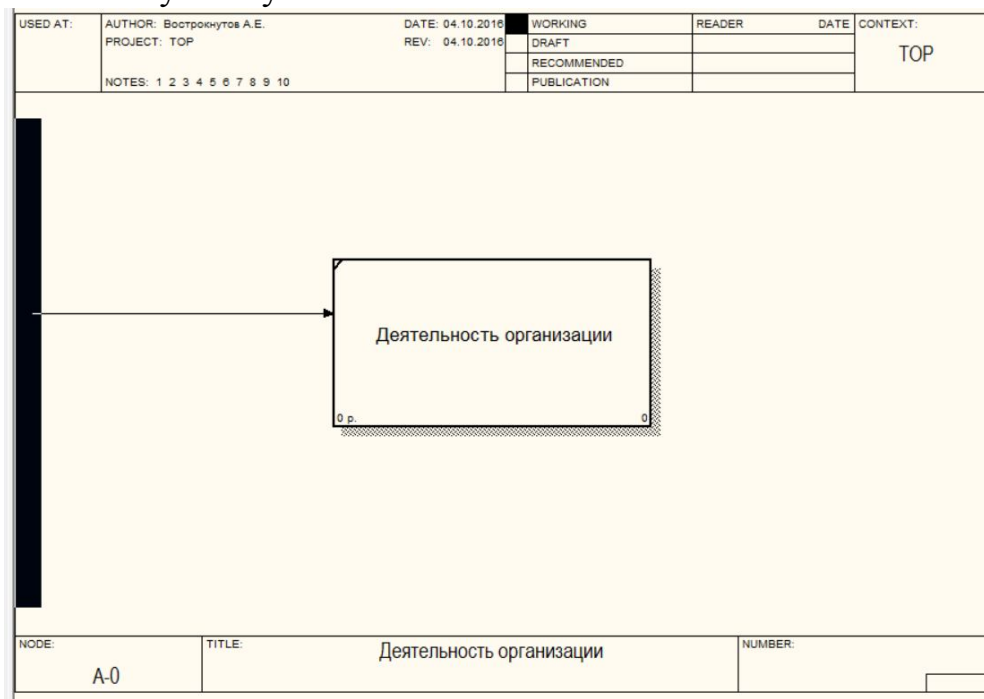 USED AT:
AUTHOR: Вострокнутов А.Е.
DATE: 04.10.2016
WORKING
READER
DATE
CONTEXT:
PROJECT: TOP
REV: 04.10.2016
DRAFT
TOP
RECOMMENDED
NOTES: 1 2 3 4 5 6 7 8 9 10
PUBLICATION
Деятельность организации
0 р.
0
NODE:
TITLE:
Деятельность организации
NUMBER:
A-0